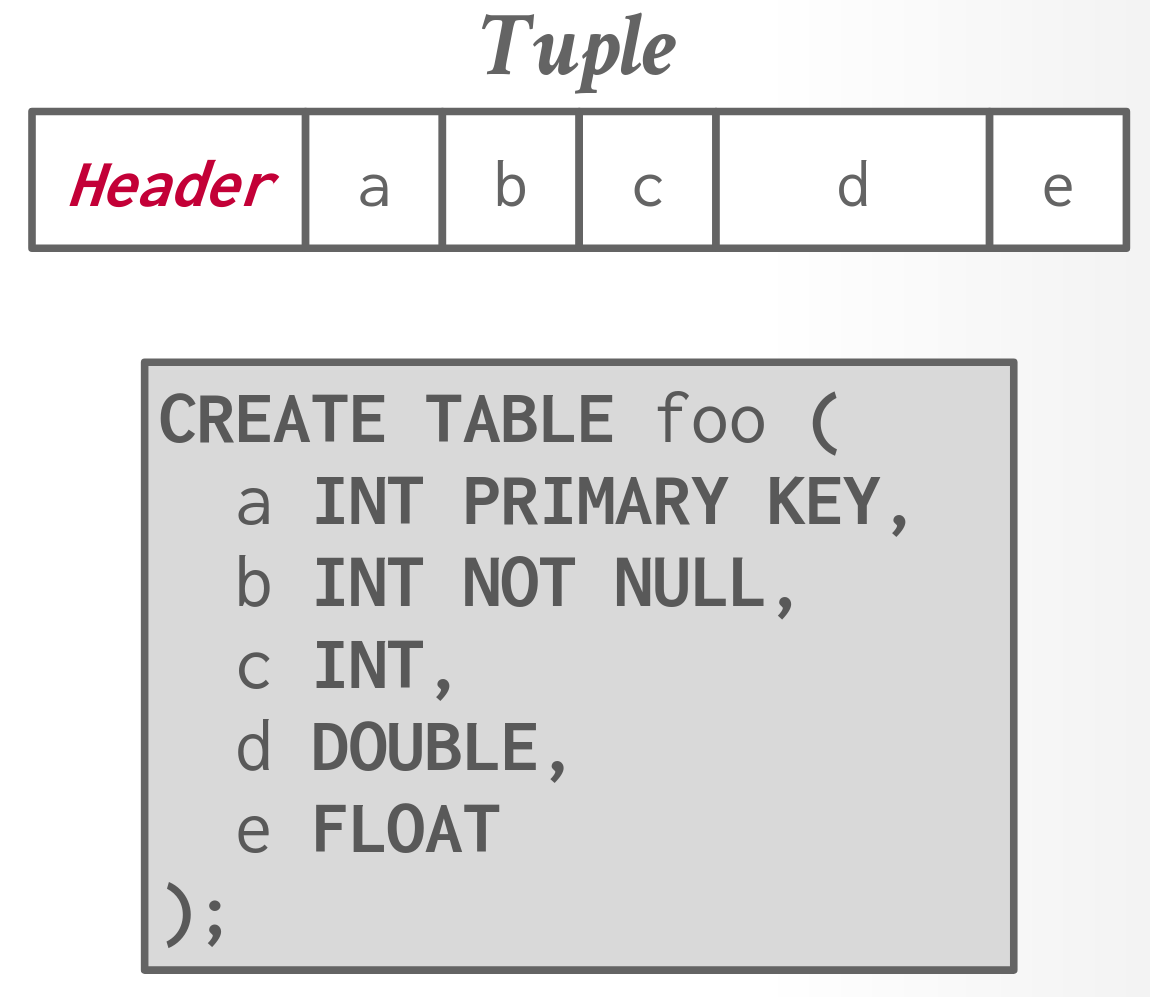 Tuple
Header a b c d e
CREATE TABLE foo (
  a INT PRIMARY KEY,
  b INT NOT NULL,
  c INT,
  d DOUBLE,
  e FLOAT
);